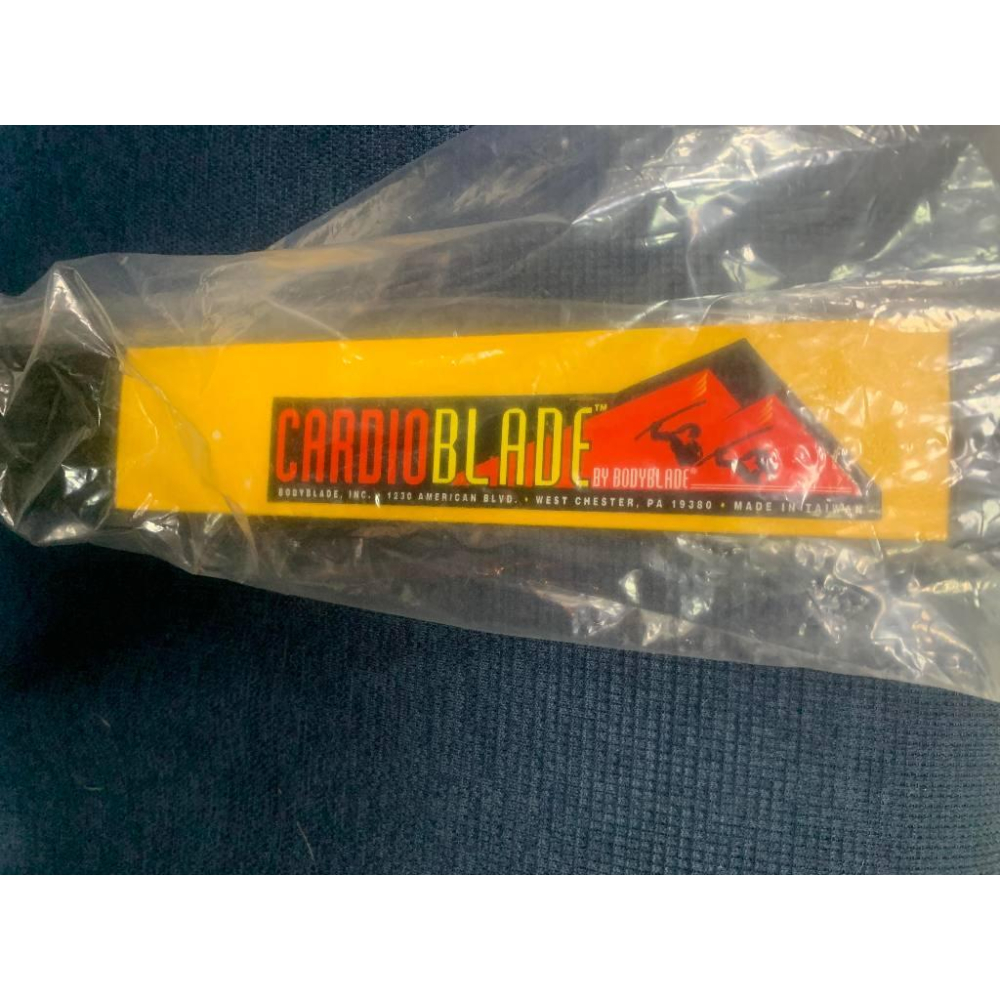 CARDIOBLADE™
BY BODYBLADE®
BODYBLADE, INC. • 1230 AMERICAN BLVD. • WEST CHESTER, PA 19380 • MADE IN TAIWAN